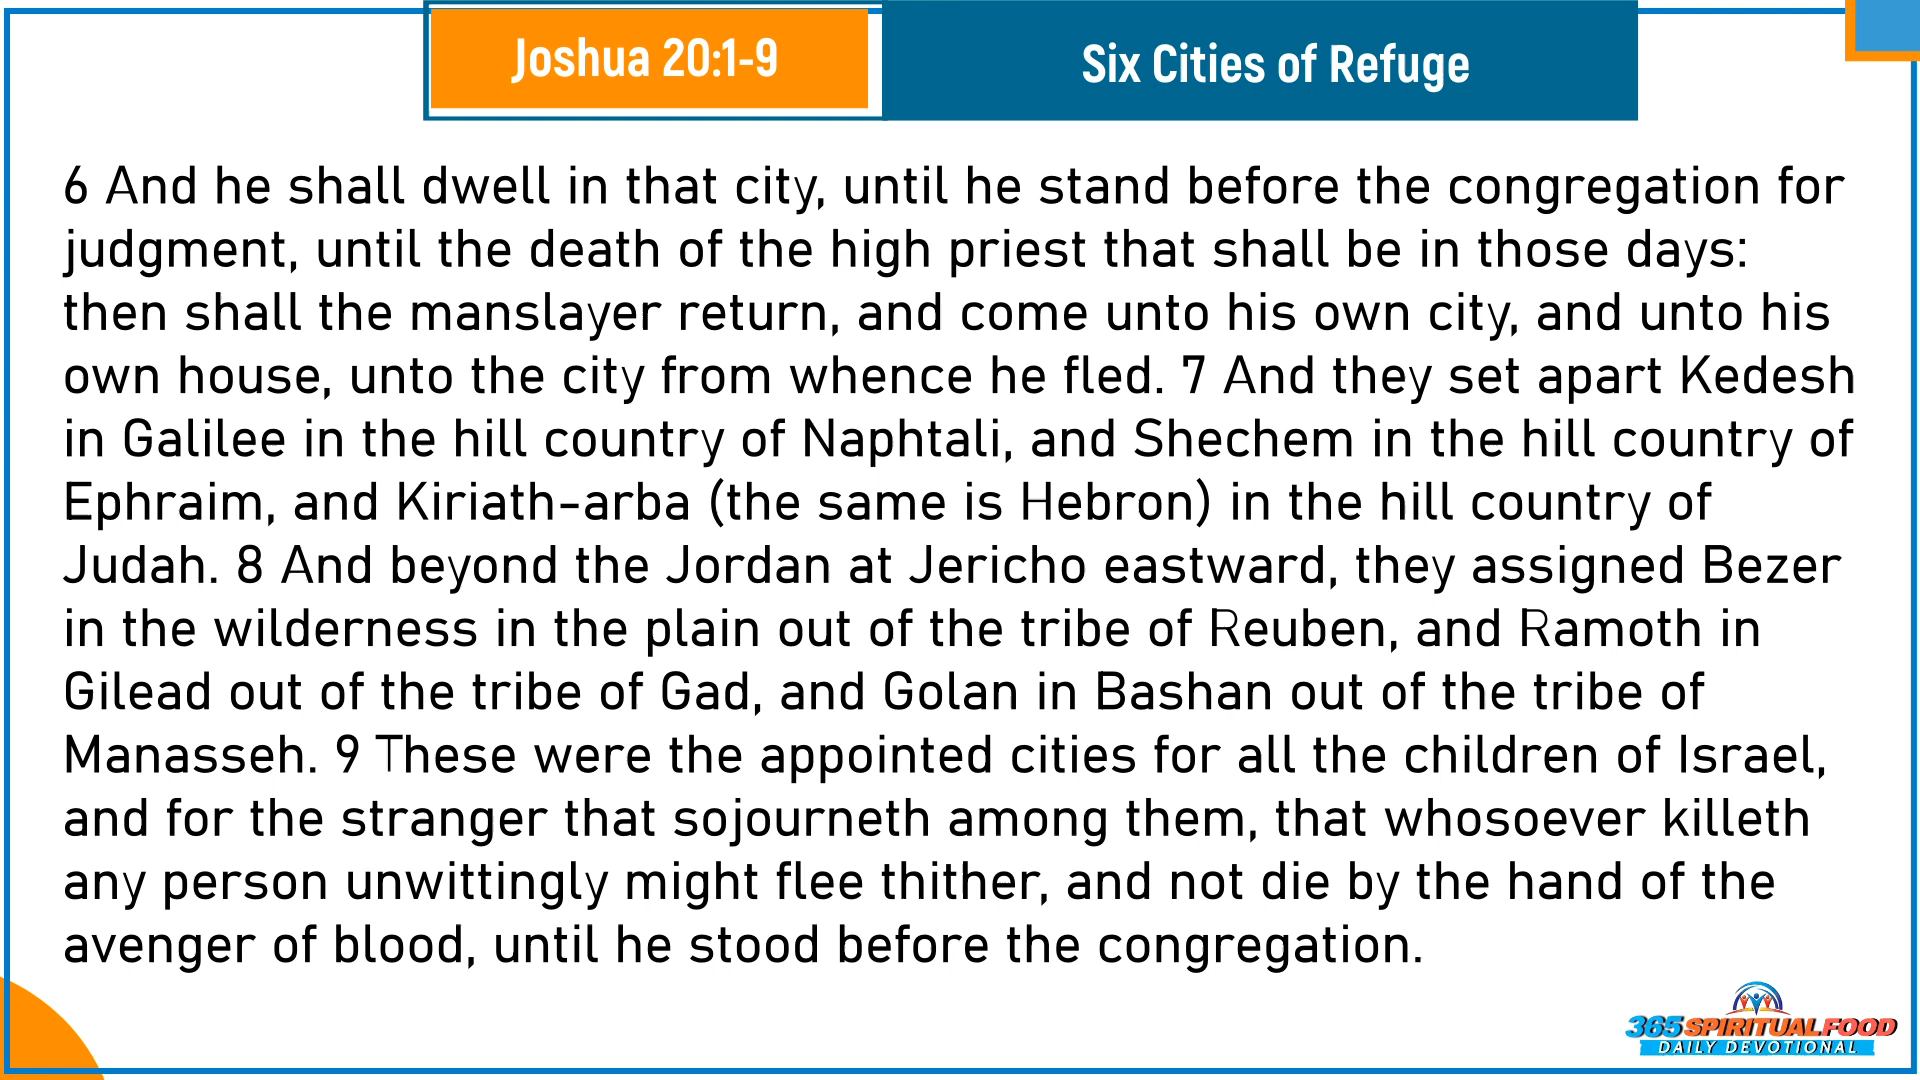 Joshua 20:1-9
Six Cities of Refuge
6 And he shall dwell in that city, until he stand before the congregation for
judgment, until the death of the high priest that shall be in those days:
then shall the manslayer return, and come unto his own city, and unto his
own house, unto the city from whence he fled. 7 And they set apart Kedesh
in Galilee in the hill country of Naphtali, and Shechem in the hill country of
Ephraim, and Kiriath-arba (the same is Hebron) in the hill country of
Judah. 8 And beyond the Jordan at Jericho eastward, they assigned Bezer
in the wilderness in the plain out of the tribe of Reuben, and Ramoth in
Gilead out of the tribe of Gad, and Golan in Bashan out of the tribe of
Manasseh. 9 These were the appointed cities for all the children of Israel,
and for the stranger that sojourneth among them, that whosoever killeth
any person unwittingly might flee thither, and not die by the hand of the
avenger of blood, until he stood before the congregation.
365 SPIRITUAL FOOD
DAILY DEVOTIONAL